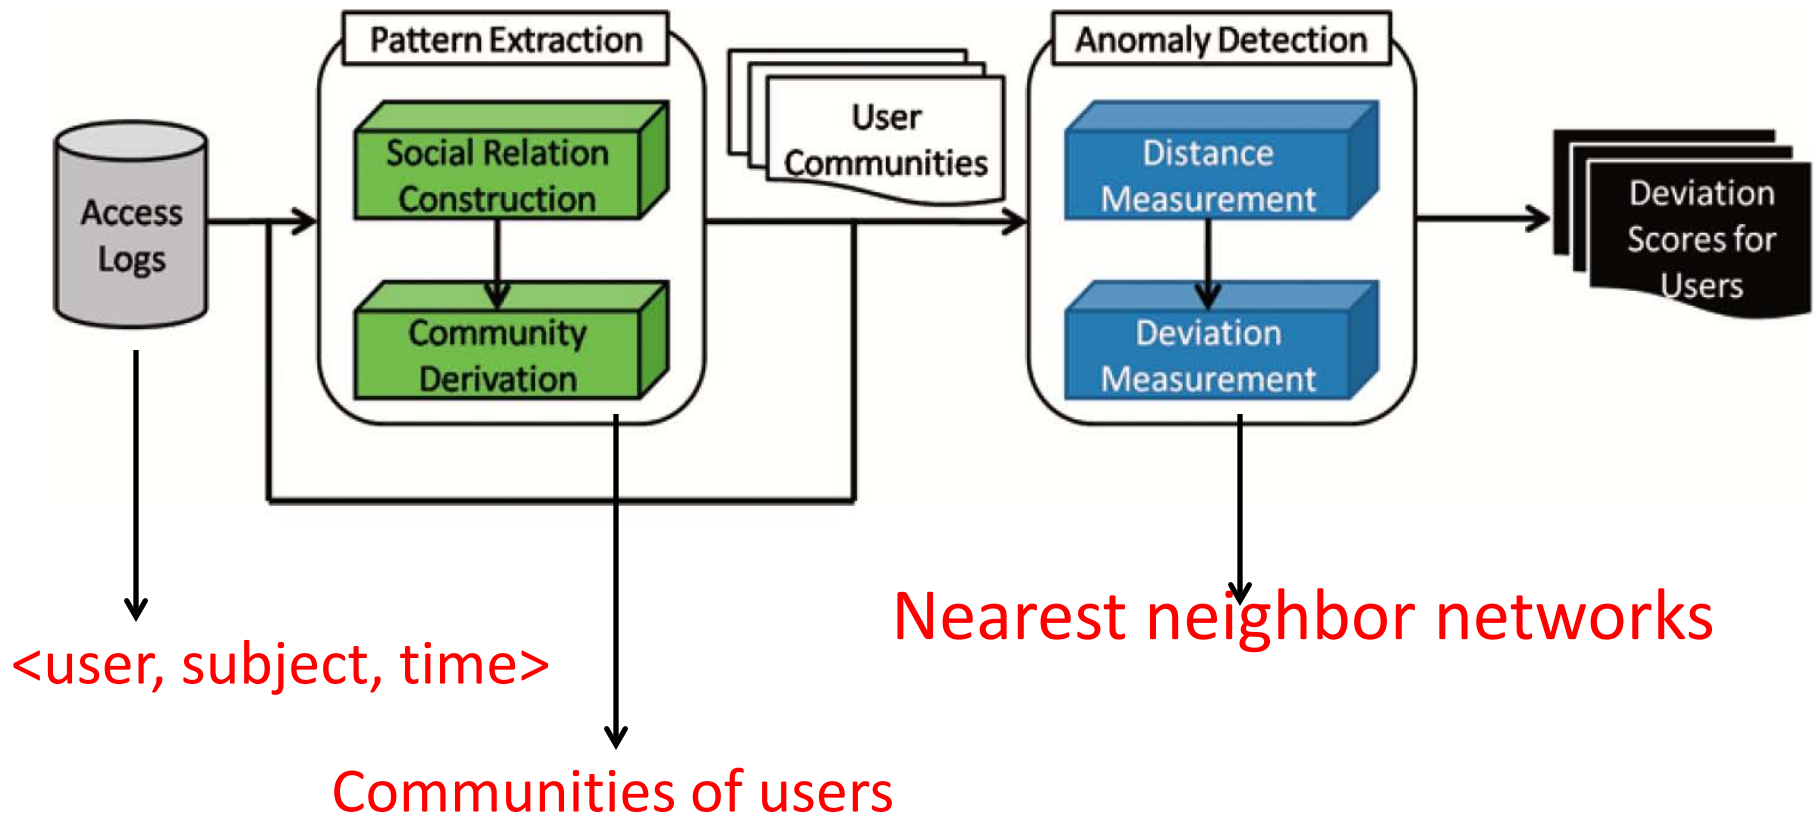 Pattern Extraction
Anomaly Detection
Access
Logs
Social Relation
Construction
Community
Derivation
User
Communities
Distance
Measurement
Deviation
Measurement
Deviation
Scores for
Users
<user, subject, time>
Communities of users
Nearest neighbor networks